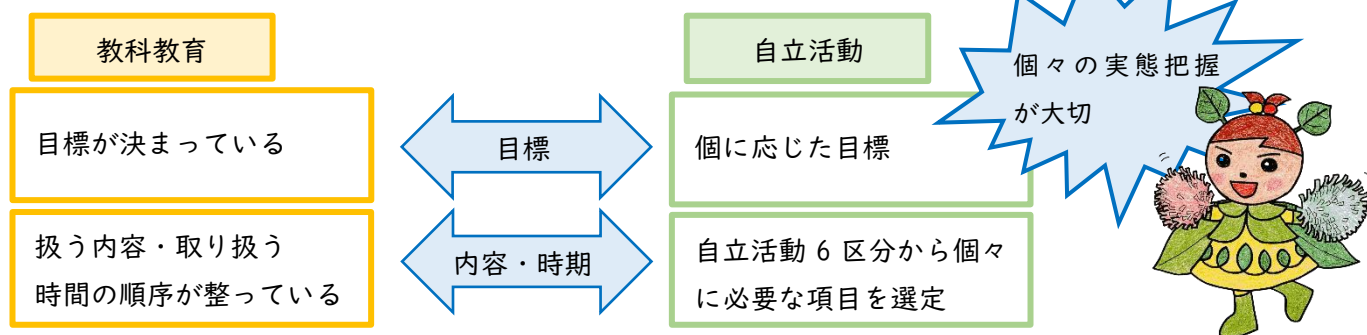 教科教育
自立活動
個々の実態把握
が大切
目標が決まっている
目標
個に応じた目標
扱う内容・取り扱う
時間の順序が整っている
内容・時期
自立活動6区分から個々
に必要な項目を選定